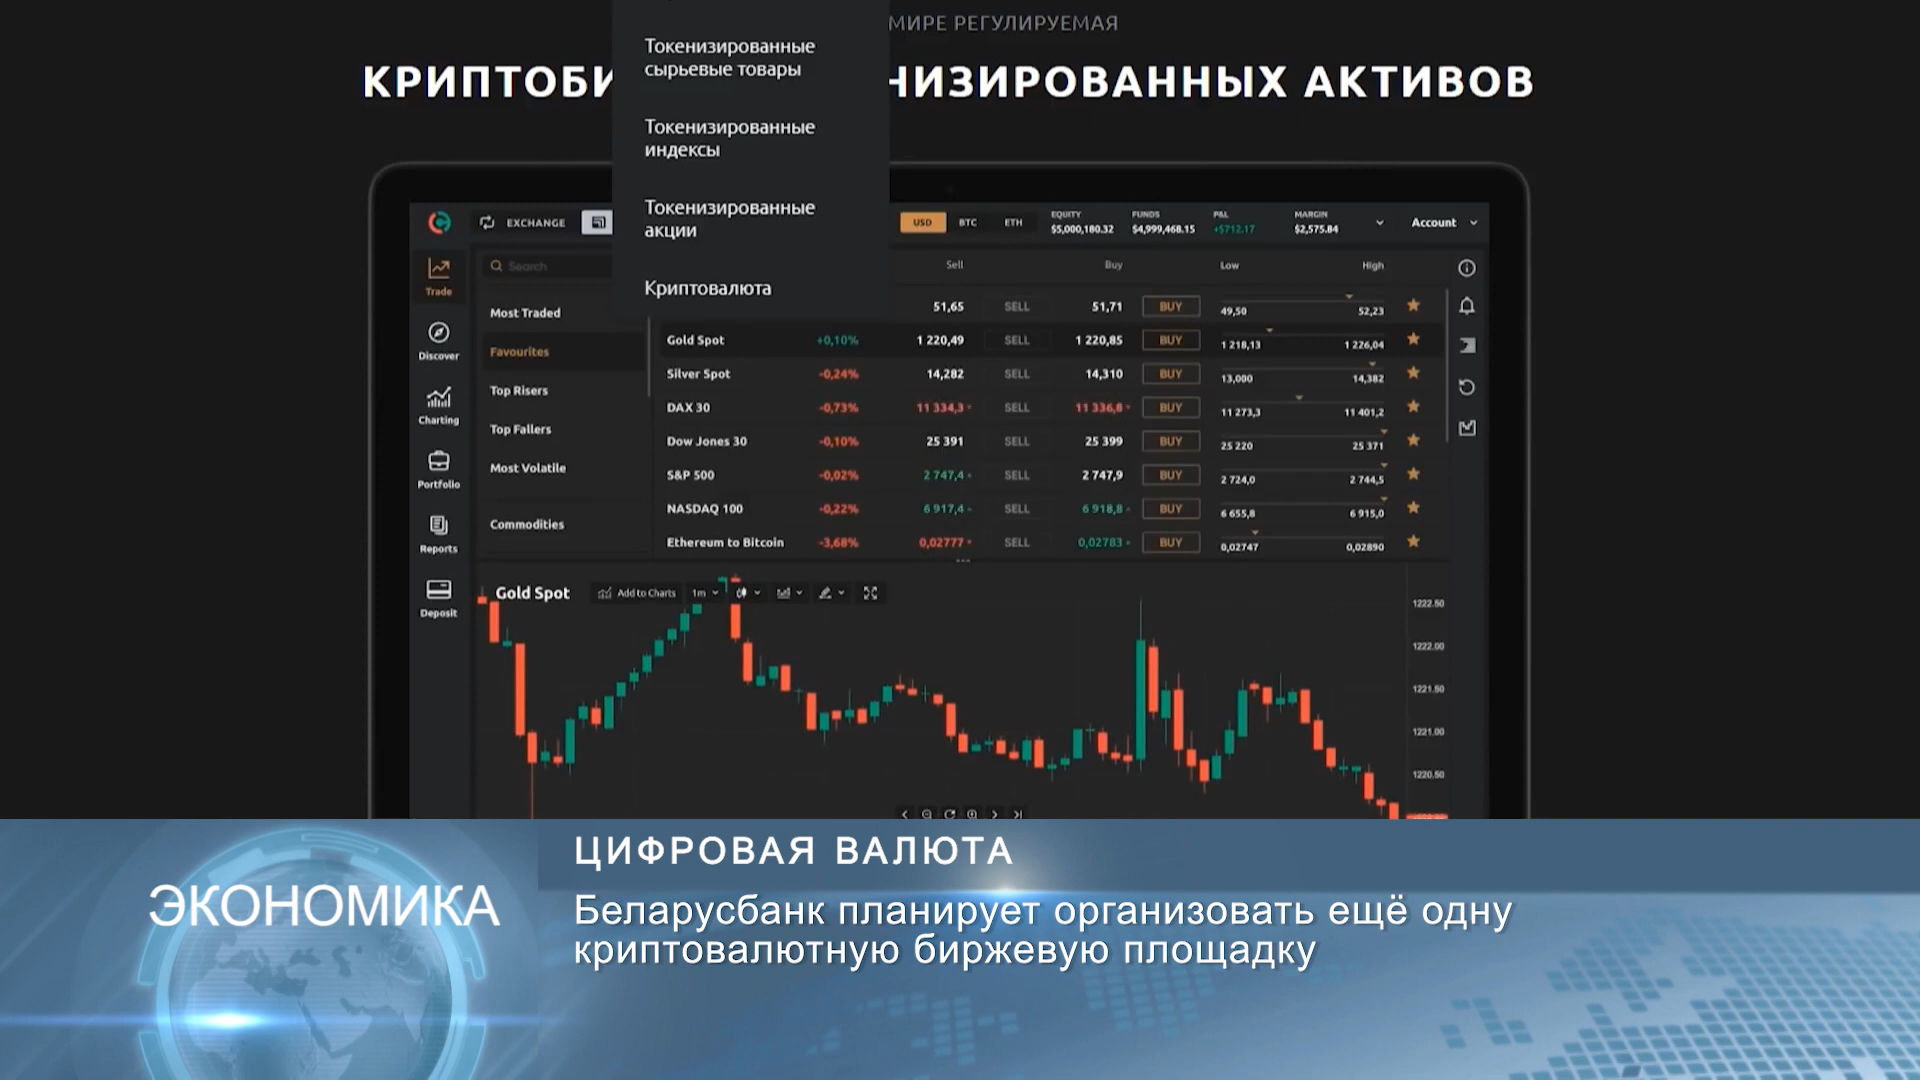 МИРЕ РЕГУЛИРУЕМАЯ
КРИПТОБИ
НИЗИРОВАННЫХ АКТИВОВ
Токенизированные
сырьевые товары
Токенизированные
индексы
Токенизированные
акции
Криптовалюта
EXCHANGE
USD BTC ETH
EQUITY FUNDS P&L MARGIN
$5,000,180.32 $4,999,468.15 +$712.17 $2,575.84
Account
Trade
Discover
Charting
Portfolio
Reports
Deposit
Search
Most Traded
Favourites
Top Risers
Top Fallers
Most Volatile
Commodities
Sell Buy Low High
51,65 SELL 51,71 BUY 49,50 52,23
Gold Spot +0,10% 1 220,49 SELL 1 220,85 BUY 1 218,13 1 226,04
Silver Spot -0,24% 14,282 SELL 14,310 BUY 13,000 14,382
DAX 30 -0,73% 11 334,3 SELL 11 336,8 BUY 11 273,3 11 401,2
Dow Jones 30 -0,10% 25 391 SELL 25 399 BUY 25 220 25 371
S&P 500 -0,02% 2 747,4 SELL 2 747,9 BUY 2 724,0 2 744,5
NASDAQ 100 -0,22% 6 917,4 SELL 6 918,8 BUY 6 655,8 6 915,0
Ethereum to Bitcoin -3,68% 0,02777 SELL 0,02783 BUY 0,02747 0,02890
Gold Spot Add to Charts 1m
1222.50
1222.00
1221.50
1221.00
1220.50
ЭКОНОМИКА
ЦИФРОВАЯ ВАЛЮТА
Беларусбанк планирует организовать ещё одну
криптовалютную биржевую площадку